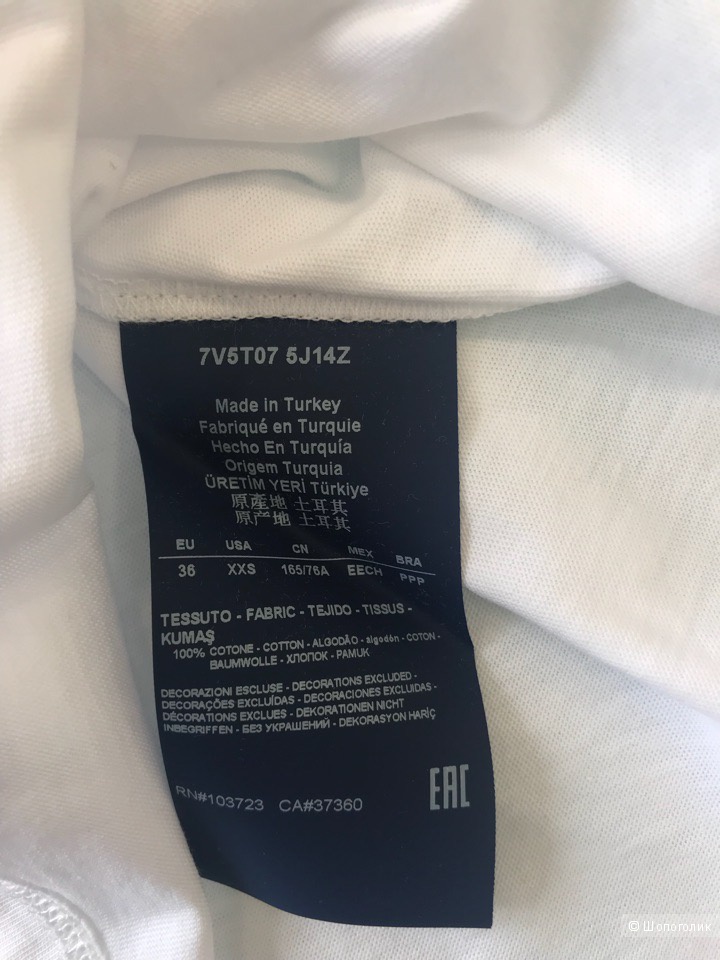 7V5T07 5J14Z
Made in Turkey
Fabriqué en Turquie
Hecho En Turquía
Origem Turquia
ÜRETİM YERİ Türkiye
原產地 土耳其
原产地 土耳其
EU USA CN MEX BRA
36 XXS 165/76A EECH PPP
TESSUTO - FABRIC - TEJIDO - TISSUS -
KUMAŞ
100% COTONE - COTTON - ALGODÃO - algodón - COTON -
BAUMWOLLE - ХЛОПОК - PAMUK
DECORAZIONI ESCLUSE - DECORATIONS EXCLUDED -
DECORAÇÕES EXCLUÍDAS - DECORACIONES EXCLUIDAS -
DÉCORATIONS EXCLUES - DEKORATIONEN NICHT
INBEGRIFFEN - БЕЗ УКРАШЕНИЙ - DEKORASYON HARİÇ
RN#103723 CA#37360
EAC
© Шопоголик